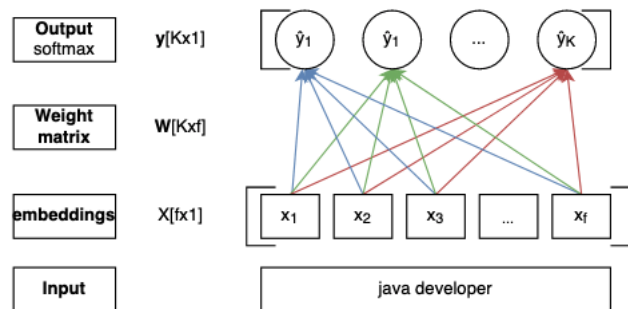 Output
softmax
y[Kx1]
ŷ1
ŷ1
...
ŷK
Weight
matrix
W[Kxf]
embeddings
X[fx1]
x1
x2
x3
...
xf
Input
java developer